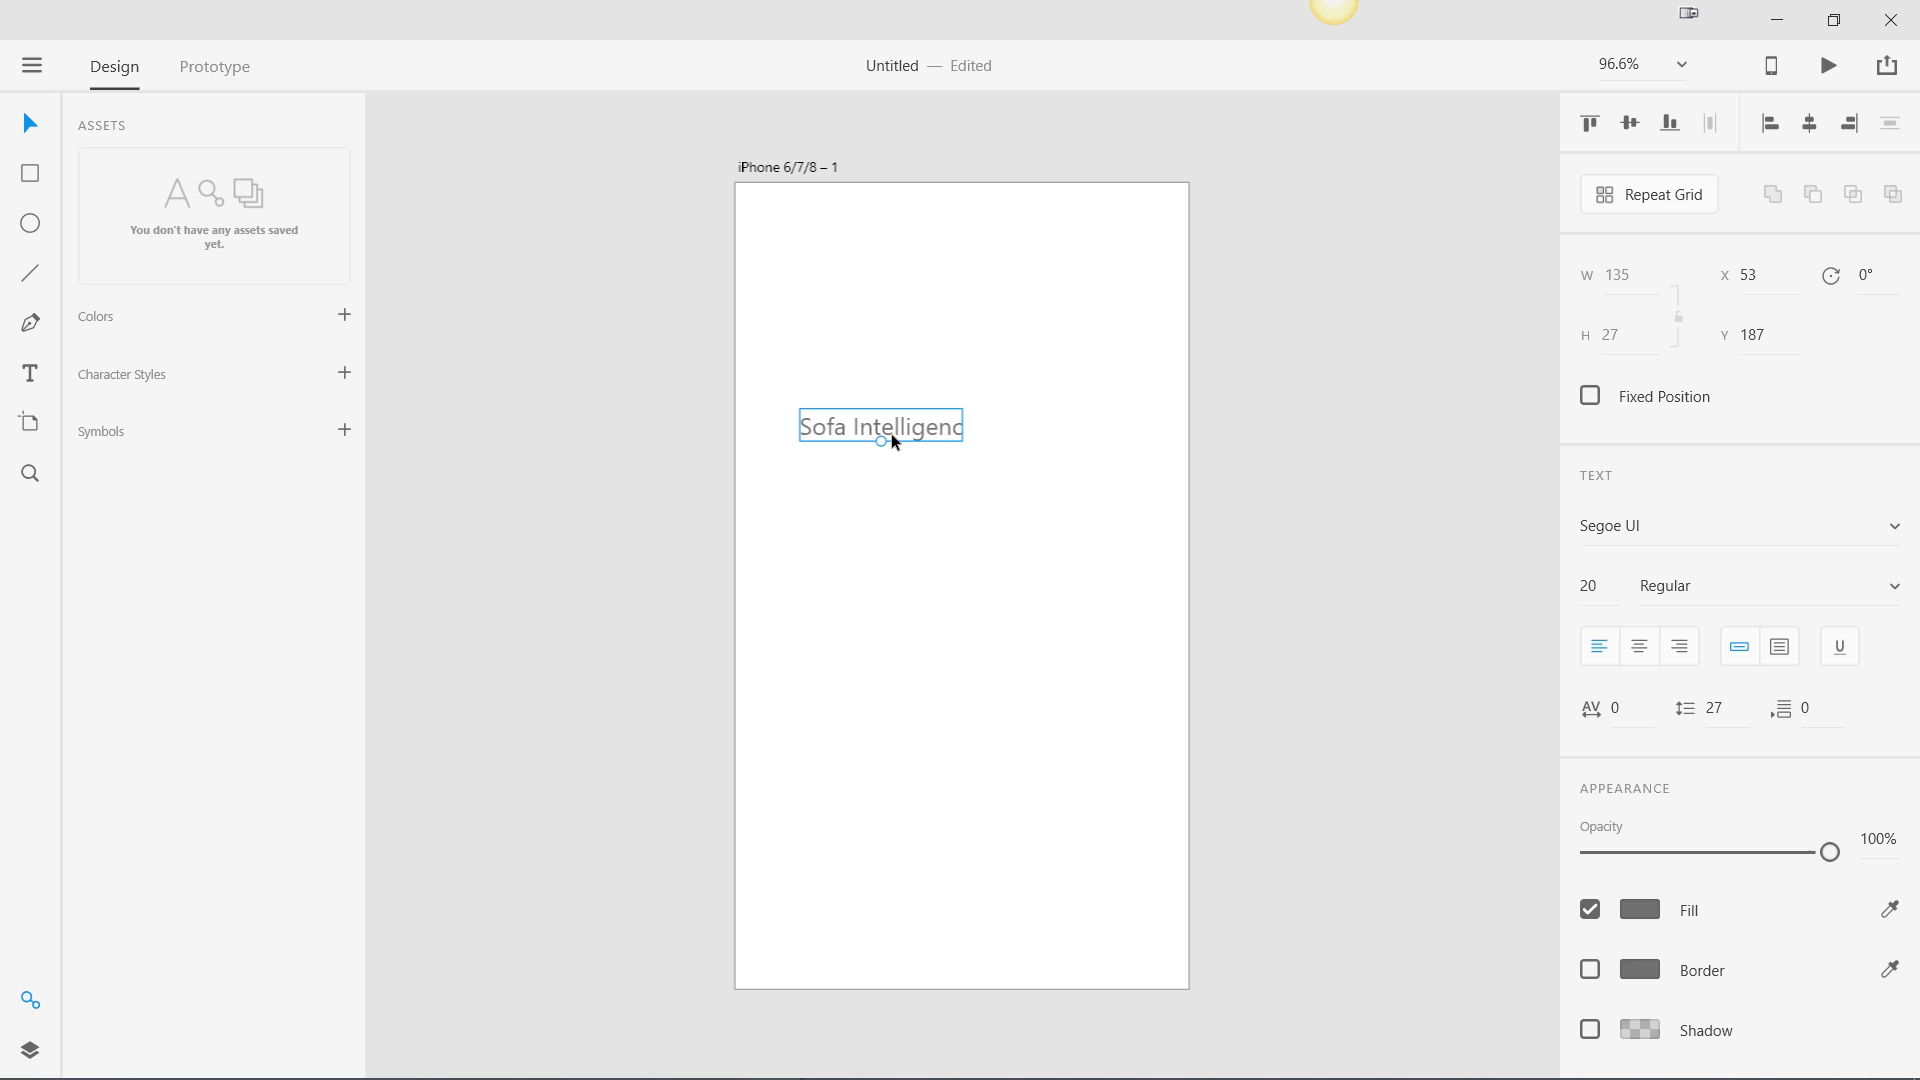 Design
Prototype
Untitled — Edited
96.6%
ASSETS
You don't have any assets saved
yet.
Colors
Character Styles
Symbols
iPhone 6/7/8 – 1
Sofa Intelligenc
Repeat Grid
W 135
X 53
0°
H 27
Y 187
Fixed Position
TEXT
Segoe UI
20
Regular
U
AV 0
27
0
APPEARANCE
Opacity
100%
Fill
Border
Shadow